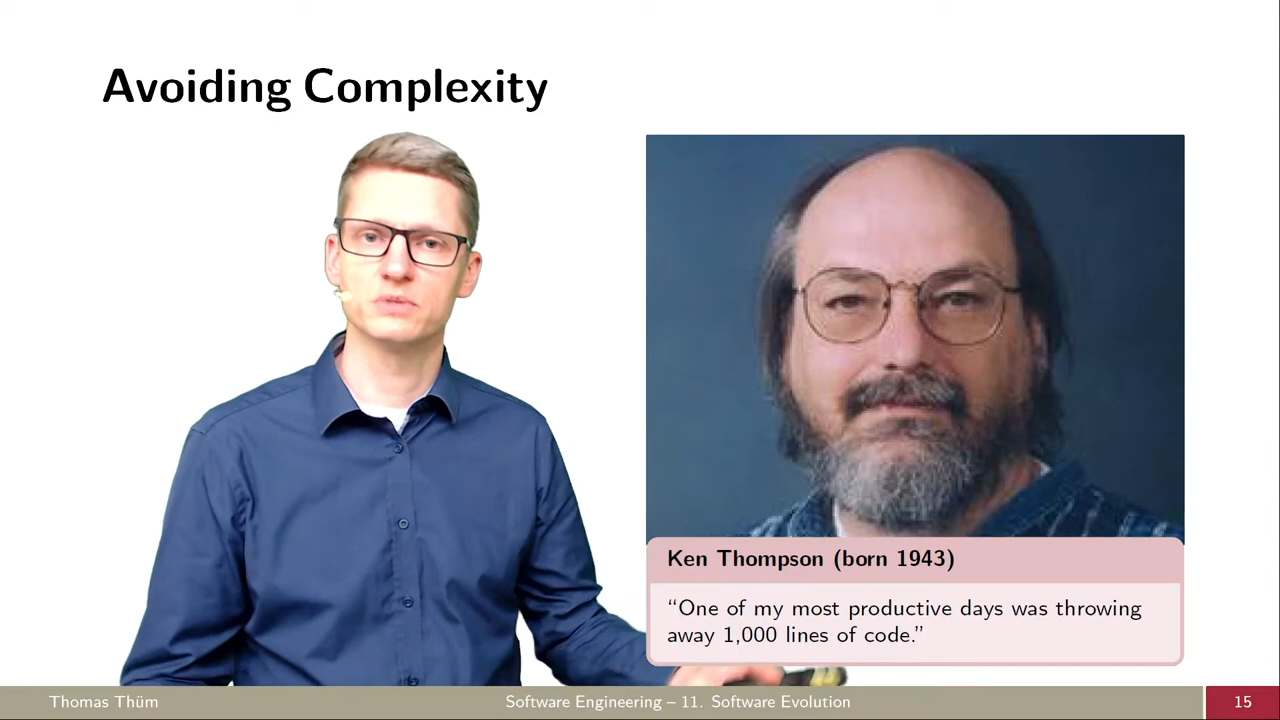 Avoiding Complexity
Ken Thompson (born 1943)
“One of my most productive days was throwing
away 1,000 lines of code.”
Thomas Thüm
Software Engineering – 11. Software Evolution
15